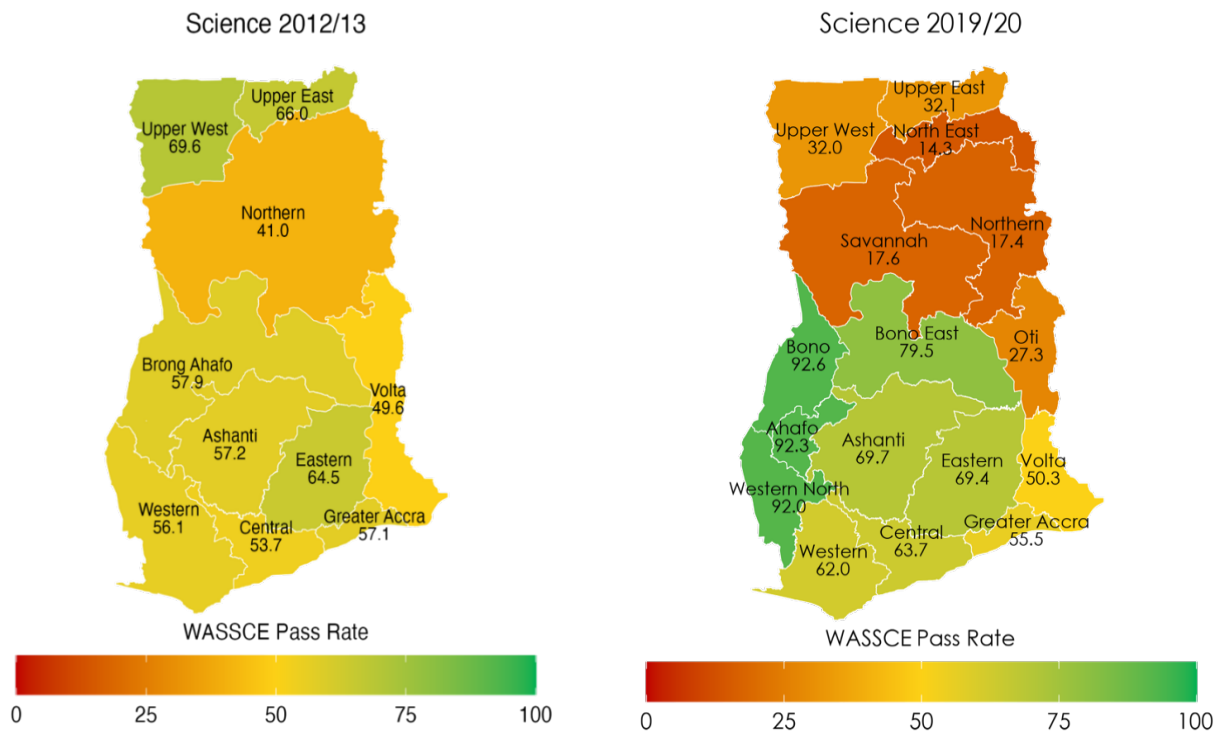 Science 2012/13
Upper East
66.0
Upper West
69.6
Northern
41.0
Brong Ahafo
57.9
Volta
49.6
Ashanti
57.2
Eastern
64.5
Western
56.1
Central
53.7
Greater Accra
57.1
WASSCE Pass Rate
0 25 50 75 100
Science 2019/20
Upper East
32.1
Upper West
32.0
North East
14.3
Northern
17.4
Savannah
17.6
Bono East
79.5
Oti
27.3
Bono
92.6
Ahafo
92.3
Ashanti
69.7
Eastern
69.4
Volta
50.3
Western North
92.0
Greater Accra
55.5
Central
63.7
Western
62.0
WASSCE Pass Rate
0 25 50 75 100